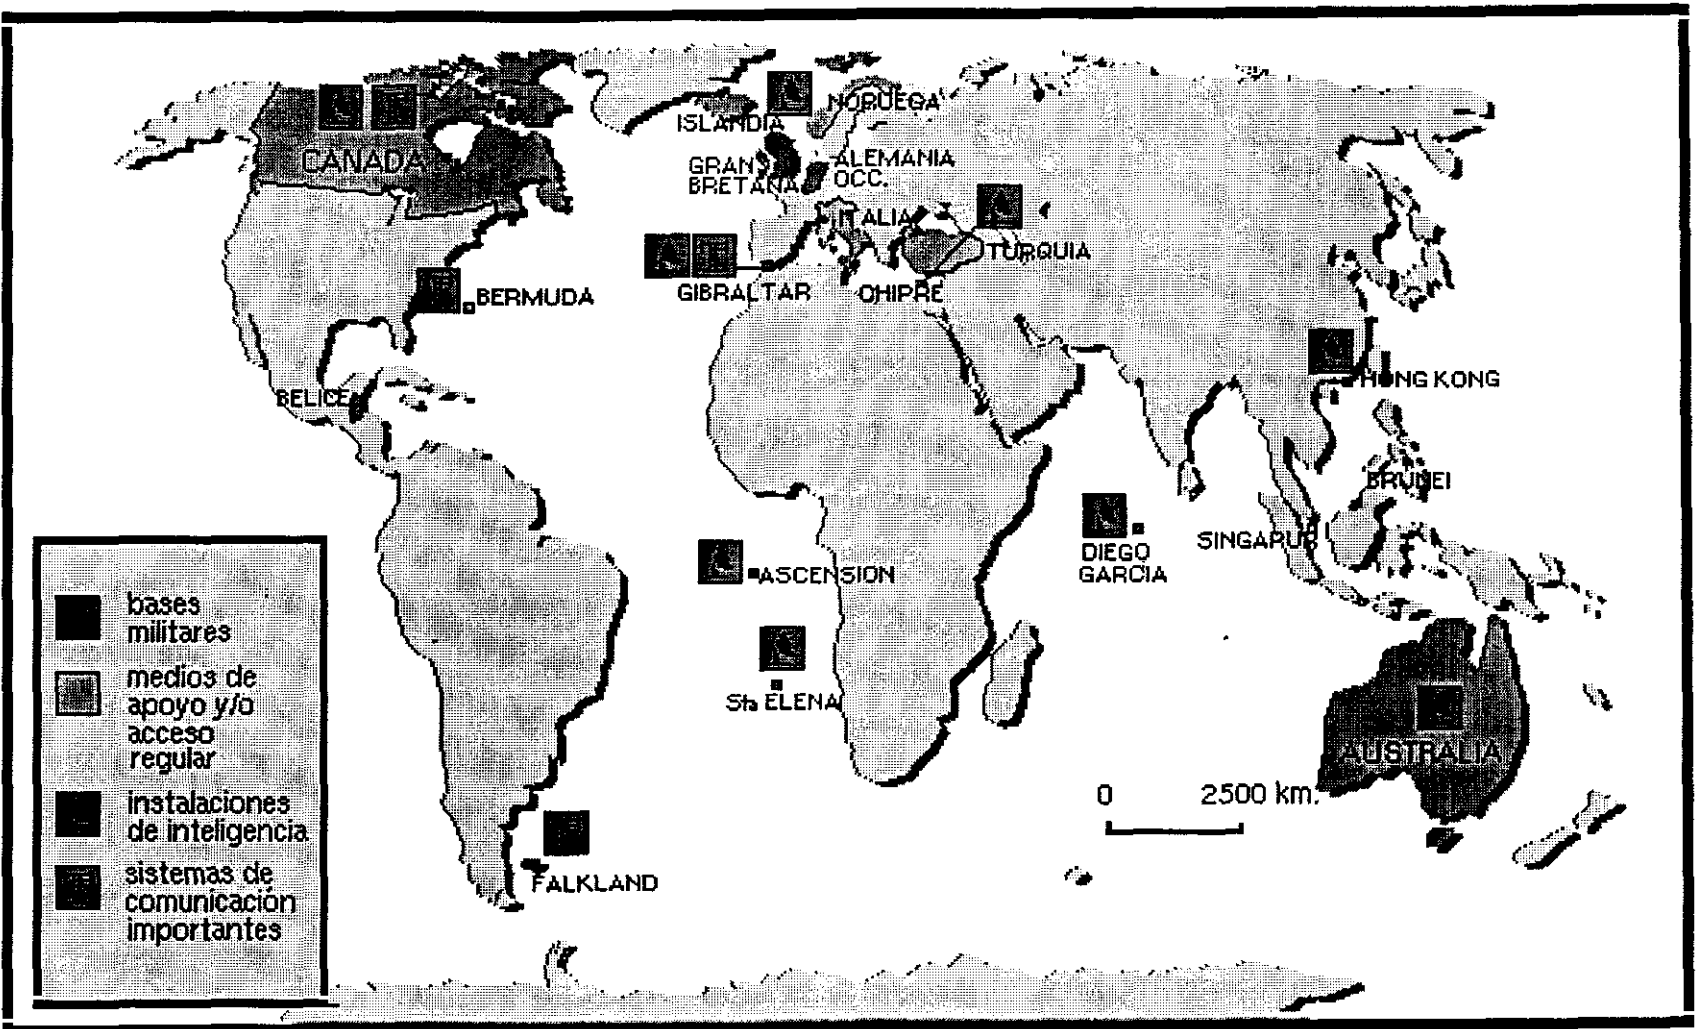 NORUEGA
ISLANDIA
CANADA
GRAN
BRETAÑA
ALEMANIA
OCC.
ITALIA
TURQUIA
GIBRALTAR
CHIPRE
BERMUDA
HONG KONG
BELICE
BRUNEI
SINGAPUR
DIEGO
GARCIA
ASCENSION
Sta ELENA
AUSTRALIA
0 2500 km.
FALKLAND
bases
militares
medios de
apoyo y/o
acceso
regular
instalaciones
de inteligencia
sistemas de
comunicación
importantes